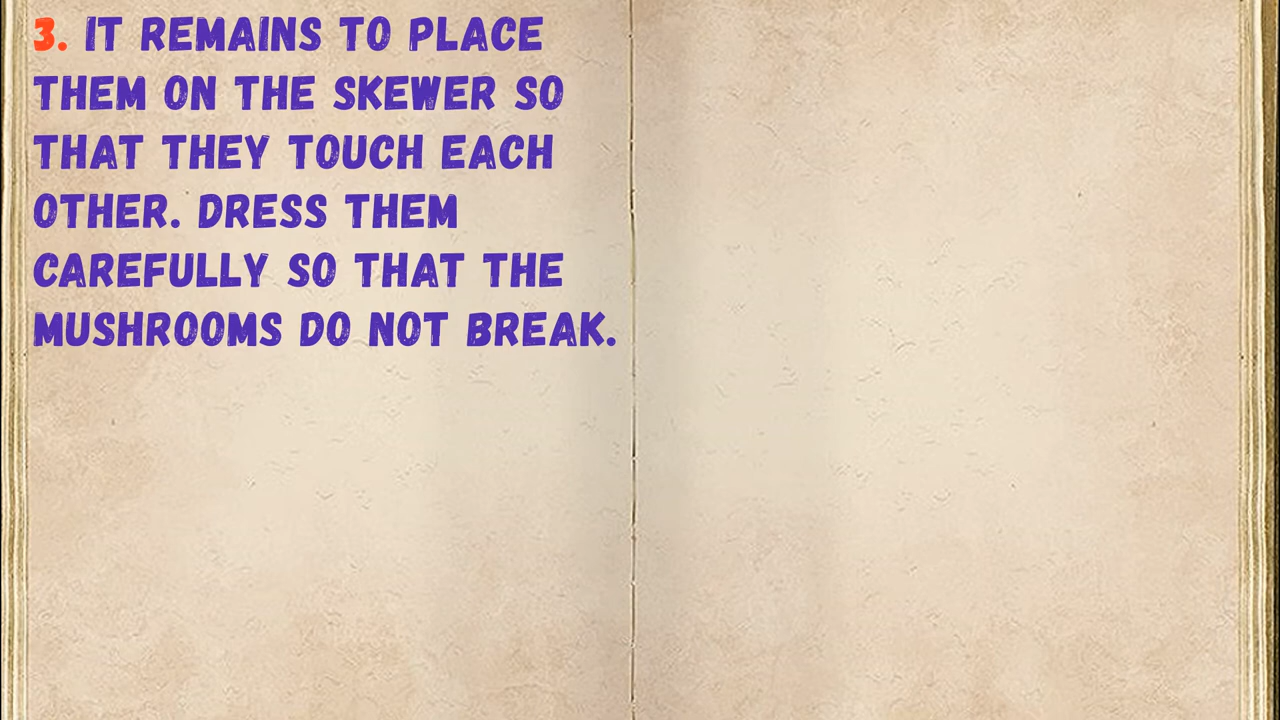 3. IT REMAINS TO PLACE
THEM ON THE SKEWER SO
THAT THEY TOUCH EACH
OTHER. DRESS THEM
CAREFULLY SO THAT THE
MUSHROOMS DO NOT BREAK.